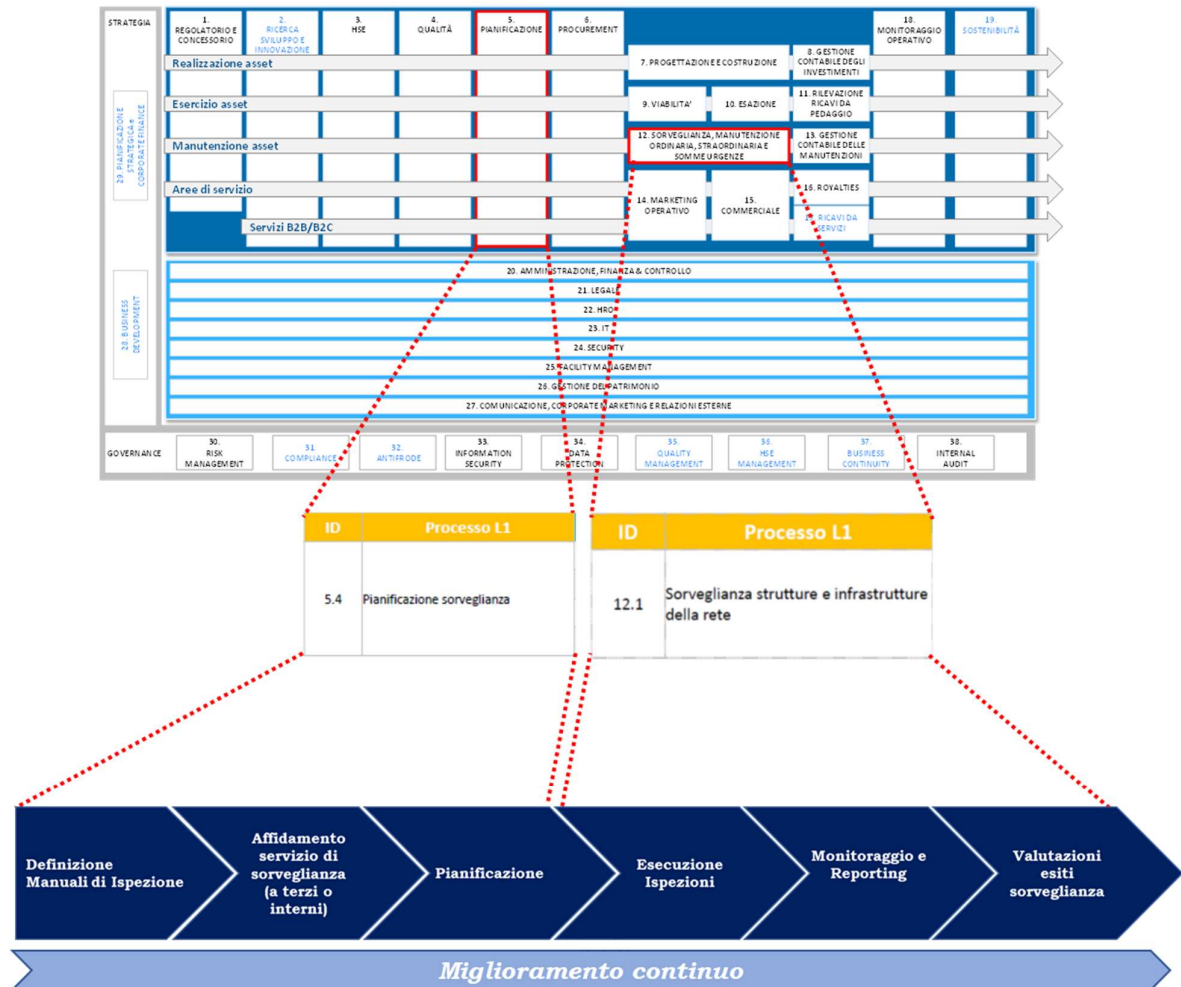 STRATEGIA
1.
REGOLATORIO E
CONCESSORIO
2.
RICERCA
SVILUPPO E
INNOVAZIONE
3.
HSE
4.
QUALITÀ
5.
PIANIFICAZIONE
6.
PROCUREMENT
18.
MONITORAGGIO
OPERATIVO
19.
SOSTENIBILITÀ
Realizzazione asset
7. PROGETTAZIONE E COSTRUZIONE
8. GESTIONE
CONTABILE DEGLI
INVESTIMENTI
Esercizio asset
9. VIABILITA'
10. ESAZIONE
11. RILEVAZIONE
RICAVI DA
PEDAGGIO
Manutenzione asset
12. SORVEGLIANZA, MANUTENZIONE
ORDINARIA, STRAORDINARIA E
SOMME URGENZE
13. GESTIONE
CONTABILE DELLE
MANUTENZIONI
Aree di servizio
14. MARKETING
OPERATIVO
15.
COMMERCIALE
16. ROYALTIES
Servizi B2B/B2C
RICAVI DA
SERVIZI
29. PIANIFICAZIONE
STRATEGICA e
CORPORATE FINANCE
28. BUSINESS
DEVELOPMENT
20. AMMINISTRAZIONE, FINANZA & CONTROLLO
21. LEGALE
22. HRO
23. IT
24. SECURITY
25. FACILITY MANAGEMENT
26. GESTIONE DEL PATRIMONIO
27. COMUNICAZIONE, CORPORATE MARKETING E RELAZIONI ESTERNE
GOVERNANCE
30.
RISK
MANAGEMENT
31.
COMPLIANCE
32.
ANTIFRODE
33.
INFORMATION
SECURITY
34.
DATA
PROTECTION
35.
QUALITY
MANAGEMENT
36.
HSE
MANAGEMENT
37.
BUSINESS
CONTINUITY
38.
INTERNAL
AUDIT
ID Processo L1
5.4 Pianificazione sorveglianza
ID Processo L1
12.1 Sorveglianza strutture e infrastrutture
della rete
Definizione
Manuali di Ispezione
Affidamento
servizio di
sorveglianza
(a terzi o
interni)
Pianificazione
Esecuzione
Ispezioni
Monitoraggio e
Reporting
Valutazioni
esiti
sorveglianza
Miglioramento continuo